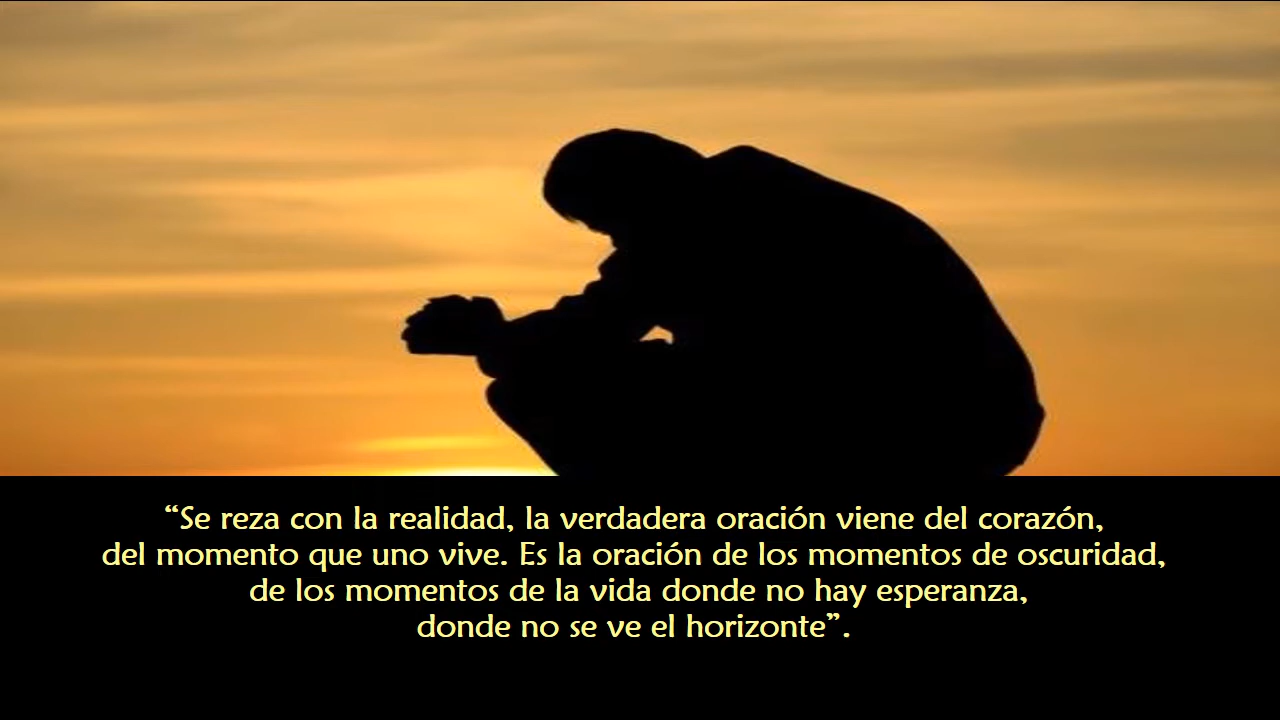 “Se reza con la realidad, la verdadera oración viene del corazón,
del momento que uno vive. Es la oración de los momentos de oscuridad,
de los momentos de la vida donde no hay esperanza,
donde no se ve el horizonte”.